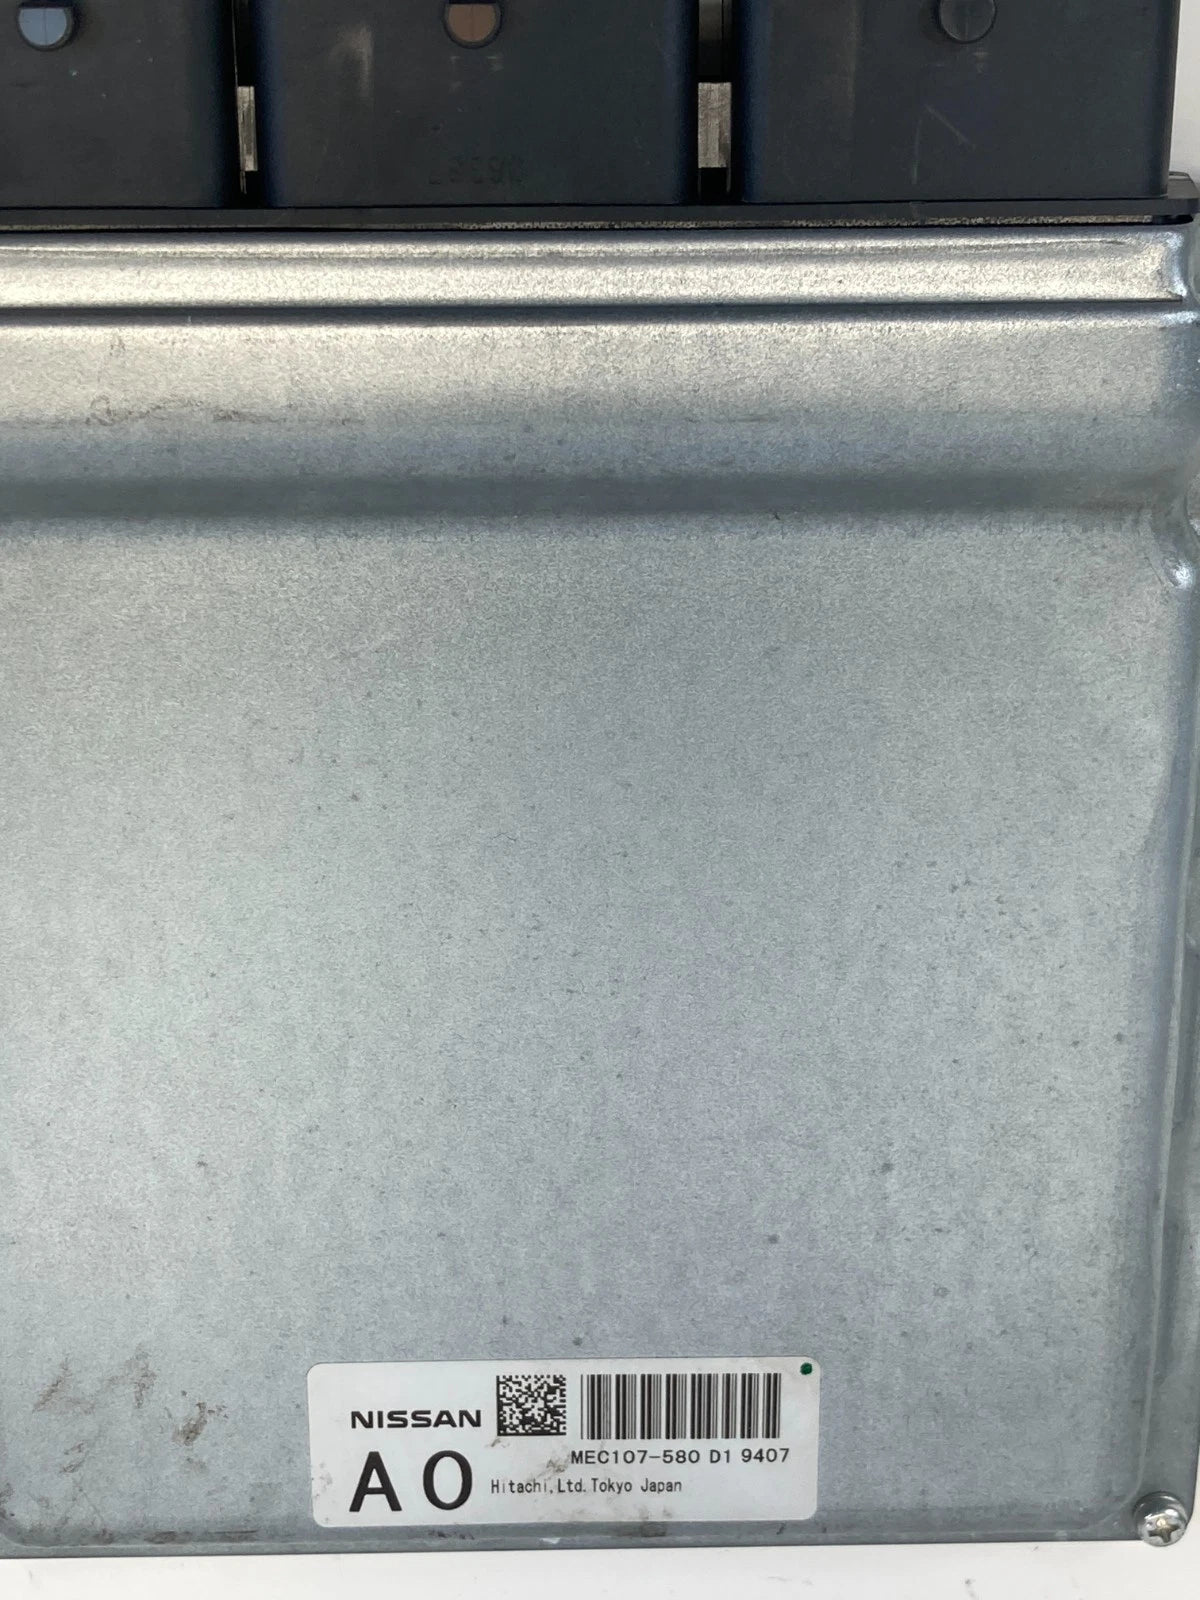 NISSAN
MEC107-580 D1 9407
A0
Hitachi,Ltd.Tokyo Japan